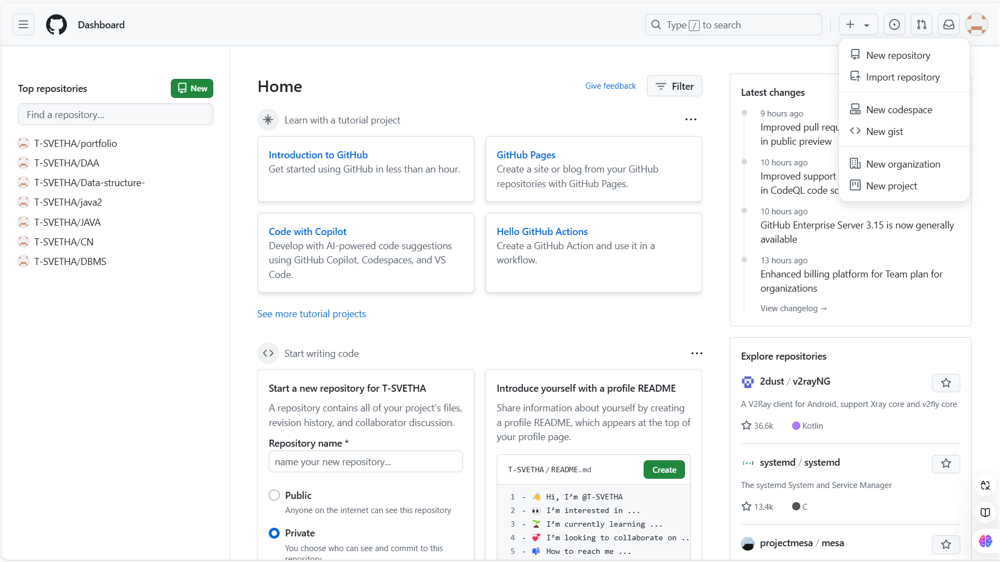 Dashboard
Type / to search
New repository
Import repository
New codespace
New gist
New organization
New project
Top repositories
New
Find a repository...
T-SVETHA/portfolio
T-SVETHA/DAA
T-SVETHA/Data-structure-
T-SVETHA/java2
T-SVETHA/JAVA
T-SVETHA/CN
T-SVETHA/DBMS
Home
Give feedback
Filter
Learn with a tutorial project
Introduction to GitHub
Get started using GitHub in less than an hour.
GitHub Pages
Create a site or blog from your GitHub
repositories with GitHub Pages.
Code with Copilot
Develop with AI-powered code suggestions
using GitHub Copilot, Codespaces, and VS
Code.
Hello GitHub Actions
Create a GitHub Action and use it in a
workflow.
See more tutorial projects
Start writing code
Start a new repository for T-SVETHA
A repository contains all of your project's files,
revision history, and collaborator discussion.
Repository name *
name your new repository...
Public
Anyone on the internet can see this repository
Private
You choose who can see and commit to this
repository
Introduce yourself with a profile README
Share information about yourself by creating
a profile README, which appears at the top of
your profile page.
T-SVETHA/README.md
Create
1 - 👋 Hi, I’m @T-SVETHA
2 - 👀 I’m interested in ...
3 - 🌱 I’m currently learning ...
4 - 💞️ I’m looking to collaborate on ..
5 - 📫 How to reach me ...
Latest changes
9 hours ago
Improved pull requ
in public preview
10 hours ago
Improved support
in CodeQL code sc
10 hours ago
GitHub Enterprise Server 3.15 is now generally
available
13 hours ago
Enhanced billing platform for Team plan for
organizations
View changelog →
Explore repositories
2dust / v2rayNG
A V2Ray client for Android, support Xray core and v2fly core
36.6k
Kotlin
systemd / systemd
The systemd System and Service Manager
13.4k
C
projectmesa / mesa